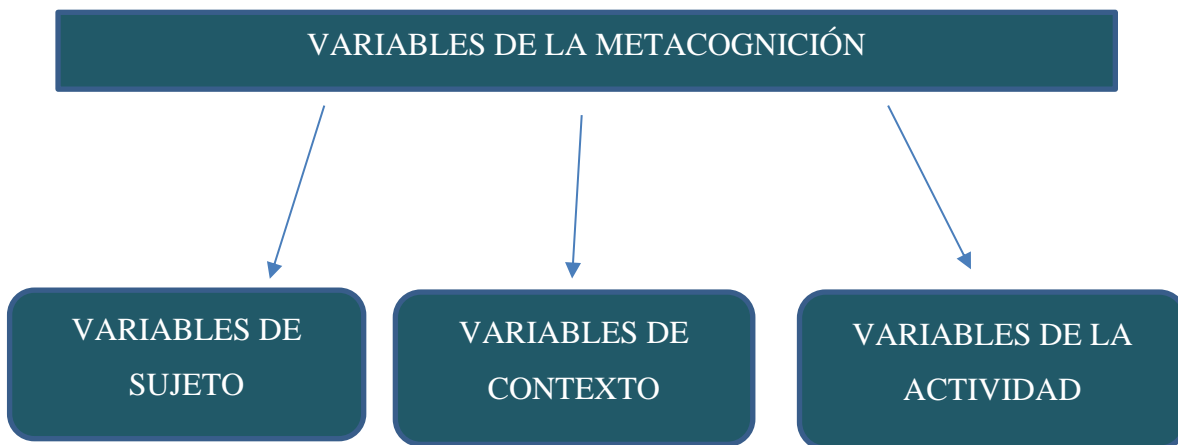 VARIABLES DE LA METACOGNICIÓN
VARIABLES DE
SUJETO
VARIABLES DE
CONTEXTO
VARIABLES DE LA
ACTIVIDAD